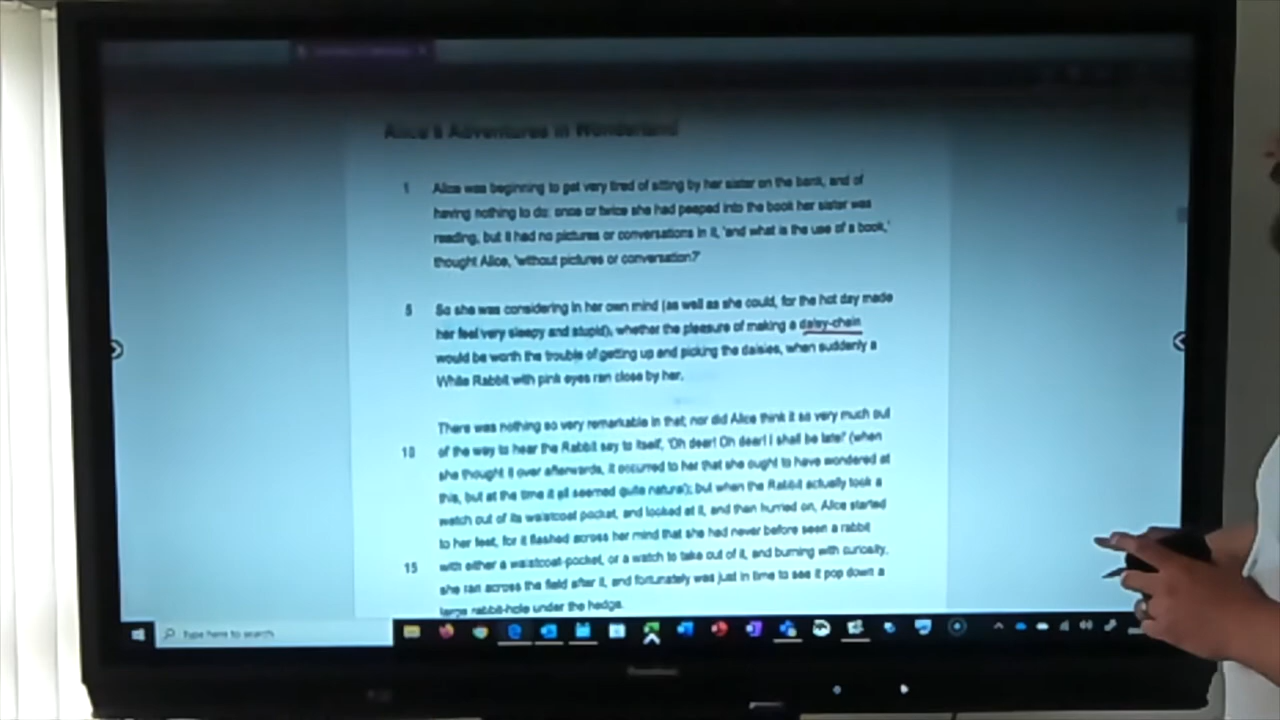 Alice's Adventures in Wonderland
1 Alice was beginning to get very tired of sitting by her sister on the bank, and of
having nothing to do: once or twice she had peeped into the book her sister was
reading, but it had no pictures or conversations in it, 'and what is the use of a book,'
thought Alice, 'without pictures or conversation?'
5 So she was considering in her own mind (as well as she could, for the hot day made
her feel very sleepy and stupid), whether the pleasure of making a daisy-chain
would be worth the trouble of getting up and picking the daisies, when suddenly a
White Rabbit with pink eyes ran close by her.
There was nothing so very remarkable in that; nor did Alice think it so very much out
10 of the way to hear the Rabbit say to itself, 'Oh dear! Oh dear! I shall be late!' (when
she thought it over afterwards, it occurred to her that she ought to have wondered at
this, but at the time it all seemed quite natural); but when the Rabbit actually took a
watch out of its waistcoat pocket, and looked at it, and then hurried on, Alice started
to her feet, for it flashed across her mind that she had never before seen a rabbit
15 with either a waistcoat-pocket, or a watch to take out of it, and burning with curiosity,
she ran across the field after it, and fortunately was just in time to see it pop down a
large rabbit-hole under the hedge.
Type here to search